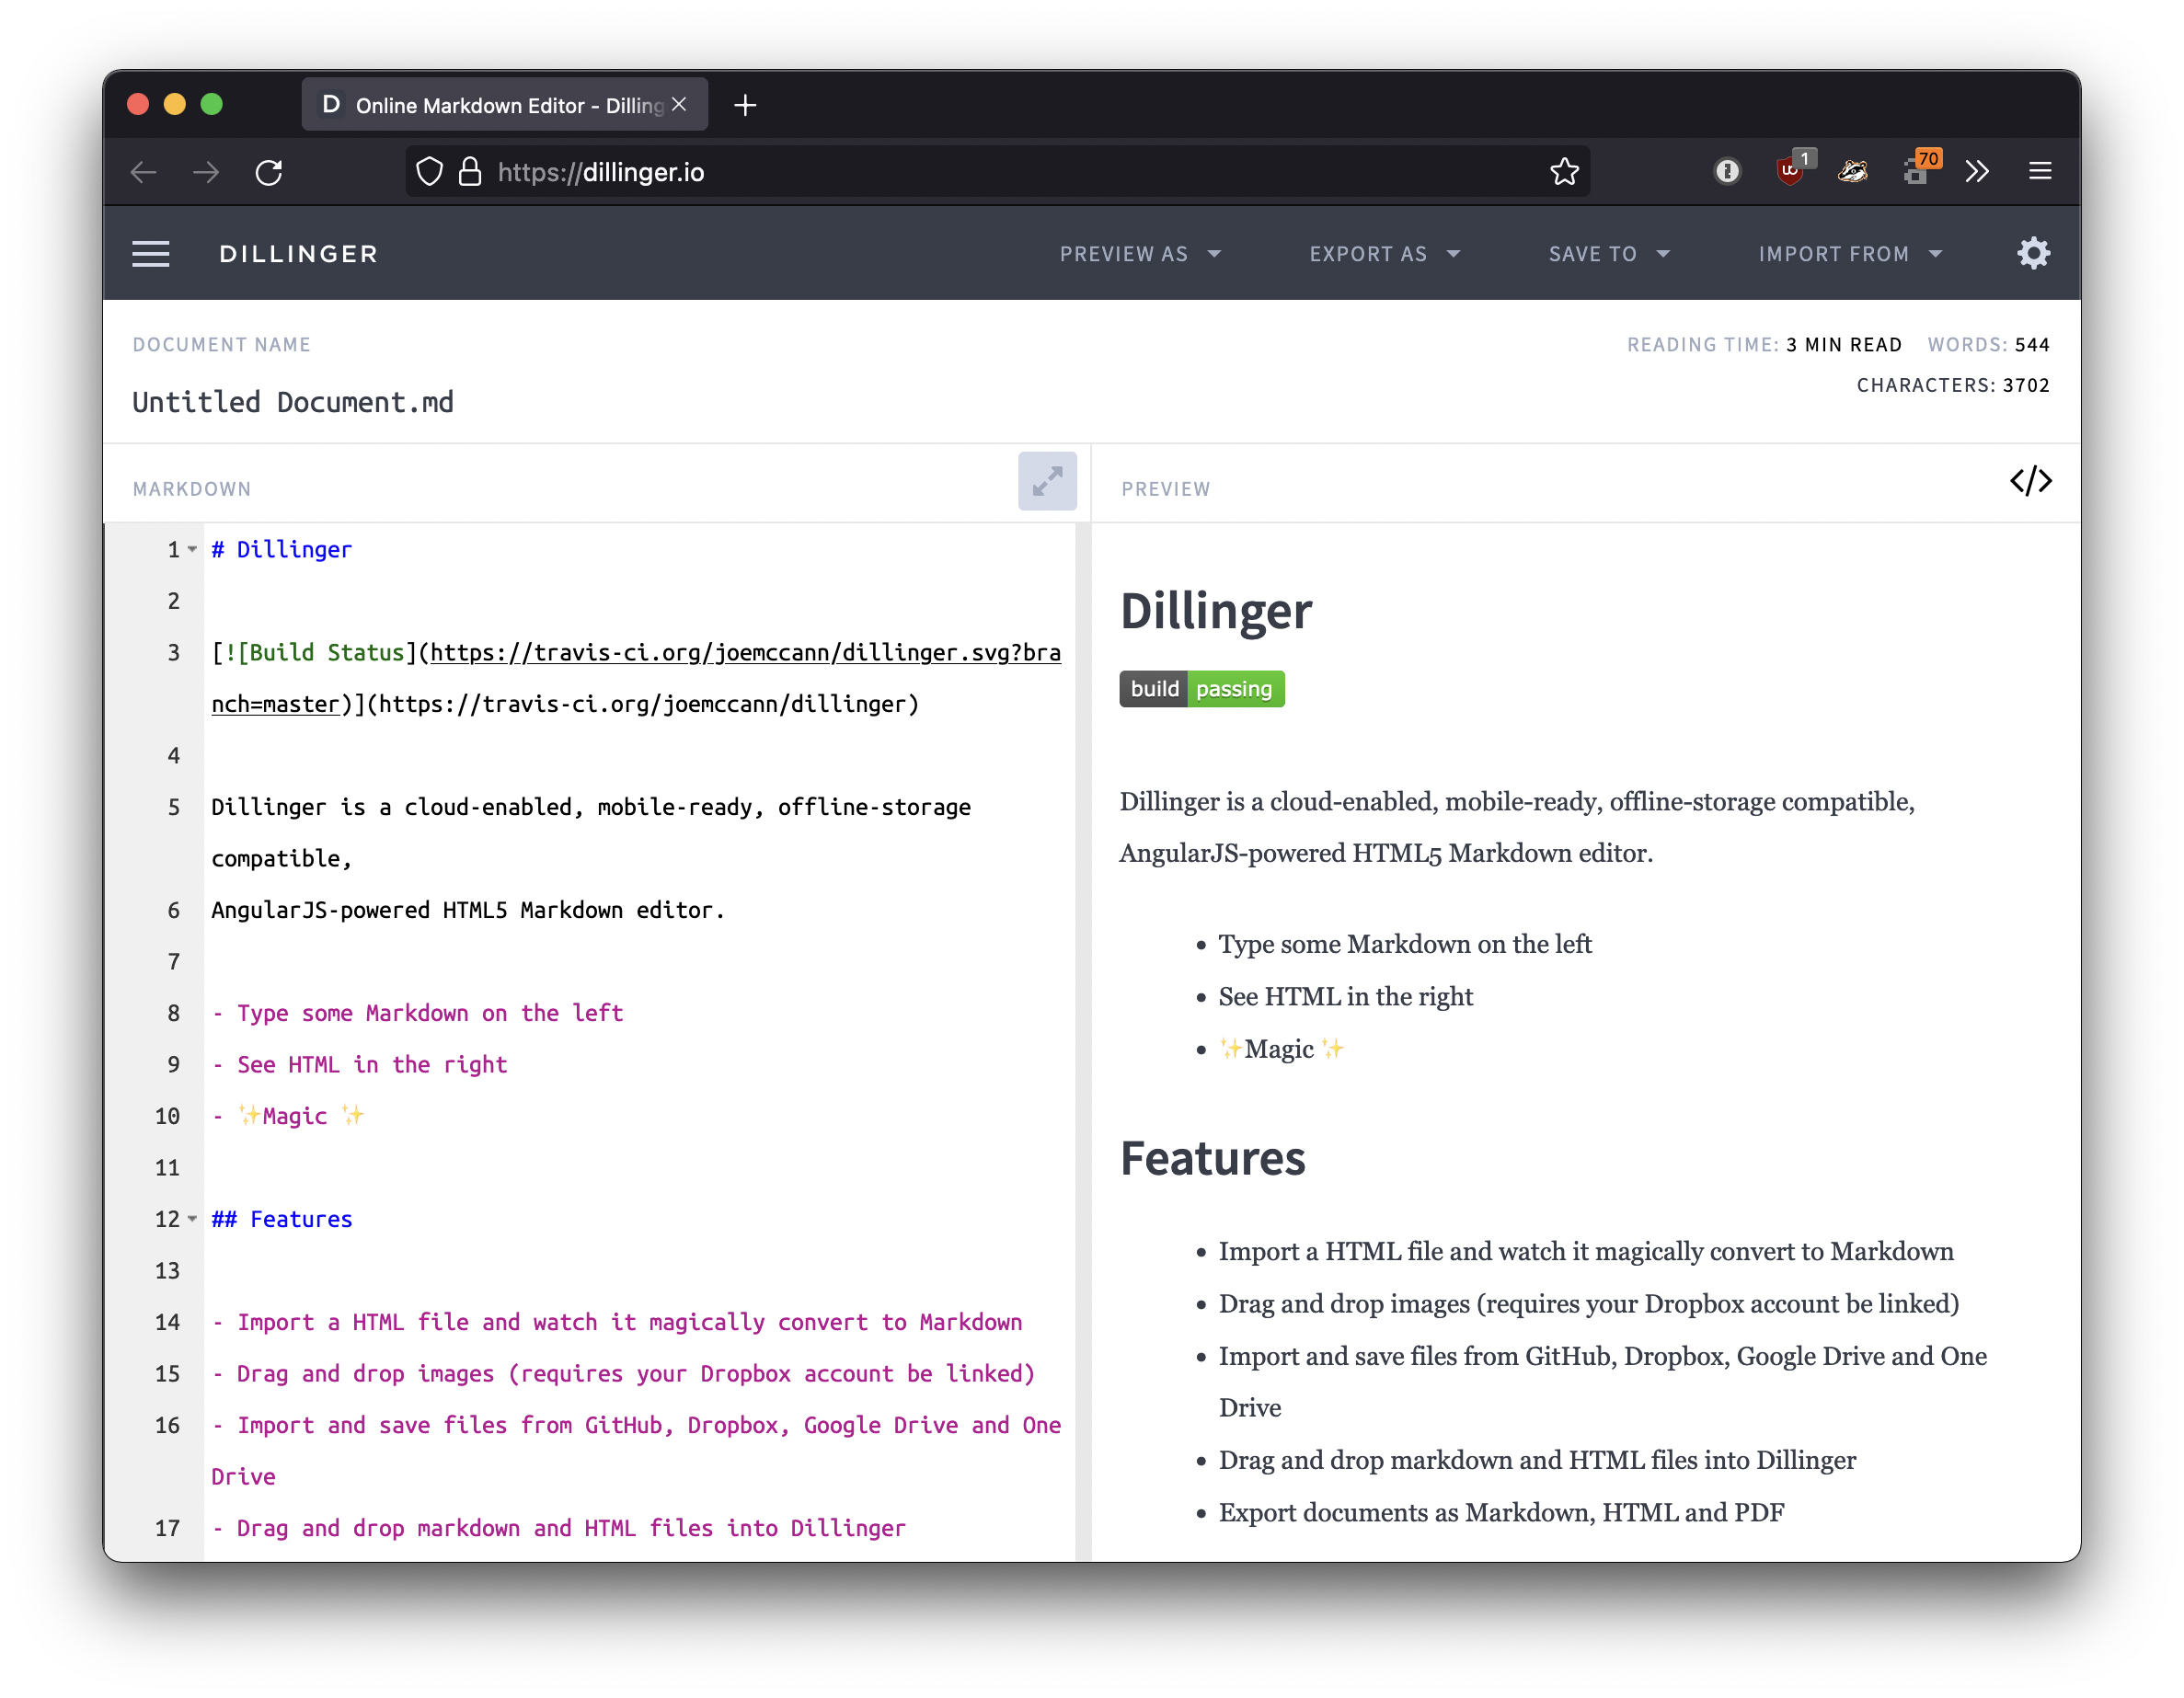 D Online Markdown Editor - Dilling
https://dillinger.io
1
70
DILLINGER
PREVIEW AS
EXPORT AS
SAVE TO
IMPORT FROM
DOCUMENT NAME
READING TIME: 3 MIN READ WORDS: 544
Untitled Document.md
CHARACTERS: 3702
MARKDOWN
1 # Dillinger
2
3 [![Build Status](https://travis-ci.org/joemccann/dillinger.svg?bra
nch=master)](https://travis-ci.org/joemccann/dillinger)
4
5 Dillinger is a cloud-enabled, mobile-ready, offline-storage
compatible,
6 AngularJS-powered HTML5 Markdown editor.
7
8 - Type some Markdown on the left
9 - See HTML in the right
10 - ✨Magic ✨
11
12 ## Features
13
14 - Import a HTML file and watch it magically convert to Markdown
15 - Drag and drop images (requires your Dropbox account be linked)
16 - Import and save files from GitHub, Dropbox, Google Drive and One
Drive
17 - Drag and drop markdown and HTML files into Dillinger
PREVIEW
</>
Dillinger
build passing
Dillinger is a cloud-enabled, mobile-ready, offline-storage compatible,
AngularJS-powered HTML5 Markdown editor.
• Type some Markdown on the left
• See HTML in the right
• ✨Magic ✨
Features
• Import a HTML file and watch it magically convert to Markdown
• Drag and drop images (requires your Dropbox account be linked)
• Import and save files from GitHub, Dropbox, Google Drive and One
Drive
• Drag and drop markdown and HTML files into Dillinger
• Export documents as Markdown, HTML and PDF